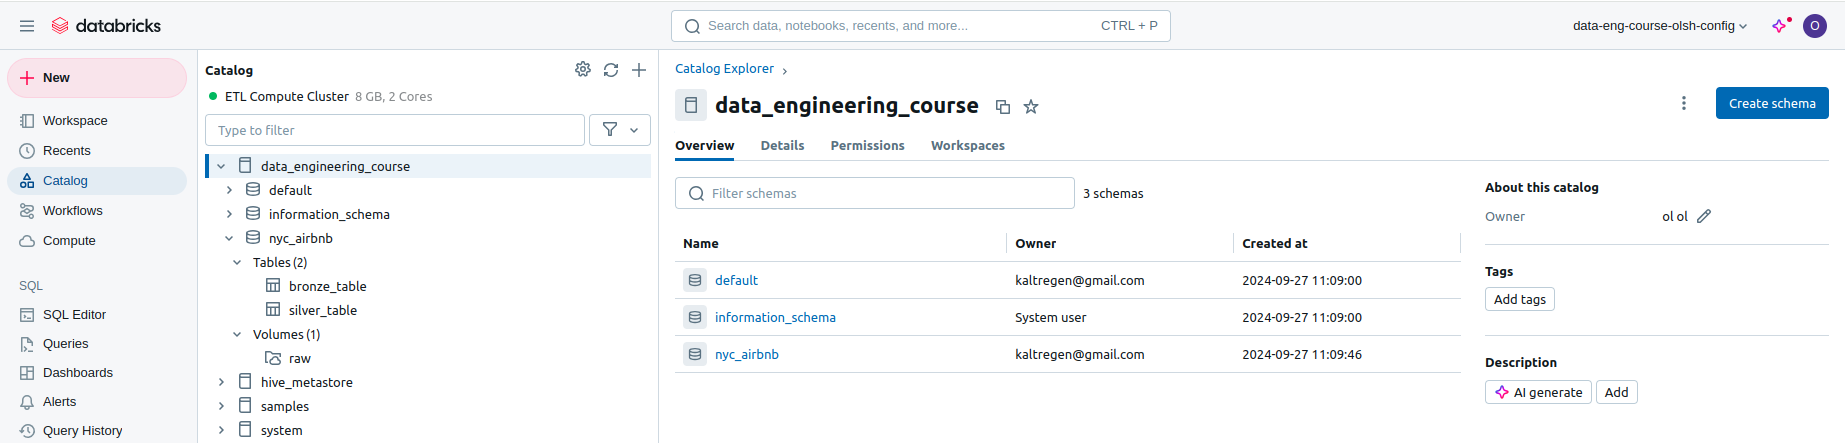 databricks
Search data, notebooks, recents, and more... CTRL + P
data-eng-course-olsh-config
O
New
Workspace
Recents
Catalog
Workflows
Compute
SQL
SQL Editor
Queries
Dashboards
Alerts
Query History
Catalog
ETL Compute Cluster 8 GB, 2 Cores
Type to filter
data_engineering_course
default
information_schema
nyc_airbnb
Tables (2)
bronze_table
silver_table
Volumes (1)
raw
hive_metastore
samples
system
Catalog Explorer
data_engineering_course
Create schema
Overview Details Permissions Workspaces
Filter schemas 3 schemas
Name Owner Created at
default kaltregen@gmail.com 2024-09-27 11:09:00
information_schema System user 2024-09-27 11:09:00
nyc_airbnb kaltregen@gmail.com 2024-09-27 11:09:46
About this catalog
Owner ol ol
Tags
Add tags
Description
AI generate Add